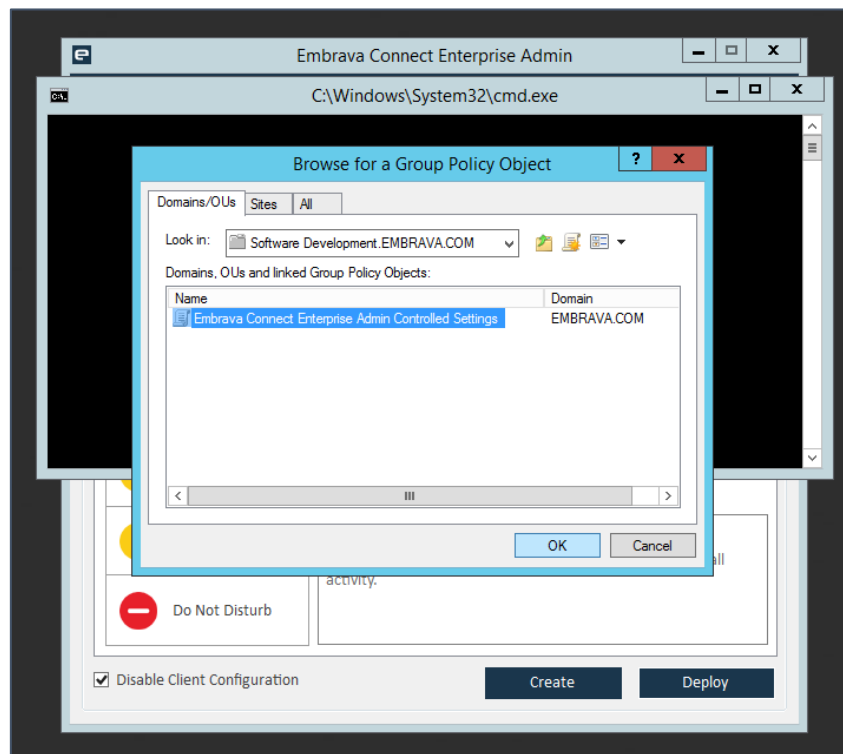 Embrava Connect Enterprise Admin
C:\Windows\System32\cmd.exe
Browse for a Group Policy Object
Domains/OUs
Sites
All
Look in:
Software Development.EMBRAVA.COM
Domains, OUs and linked Group Policy Objects:
Name
Domain
Embrava Connect Enterprise Admin Controlled Settings
EMBRAVA.COM
OK
Cancel
all
activity.
Do Not Disturb
Disable Client Configuration
Create
Deploy